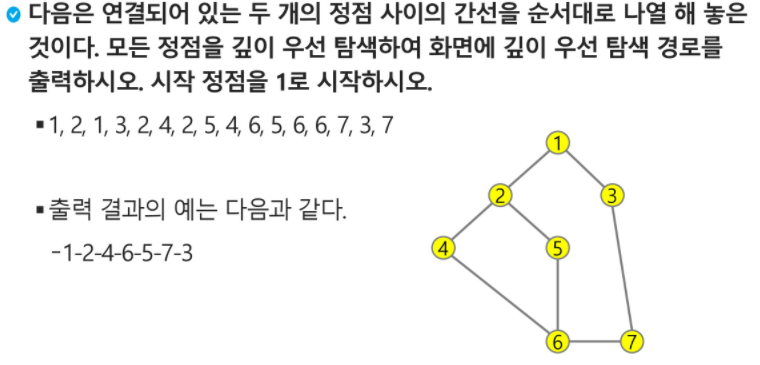 다음은 연결되어 있는 두 개의 정점 사이의 간선을 순서대로 나열 해 놓은
것이다. 모든 정점을 깊이 우선 탐색하여 화면에 깊이 우선 탐색 경로를
출력하시오. 시작 정점을 1로 시작하시오.
▪1, 2, 1, 3, 2, 4, 2, 5, 4, 6, 5, 6, 6, 7, 3, 7
▪출력 결과의 예는 다음과 같다.
-1-2-4-6-5-7-3
1
2
3
4
5
6
7